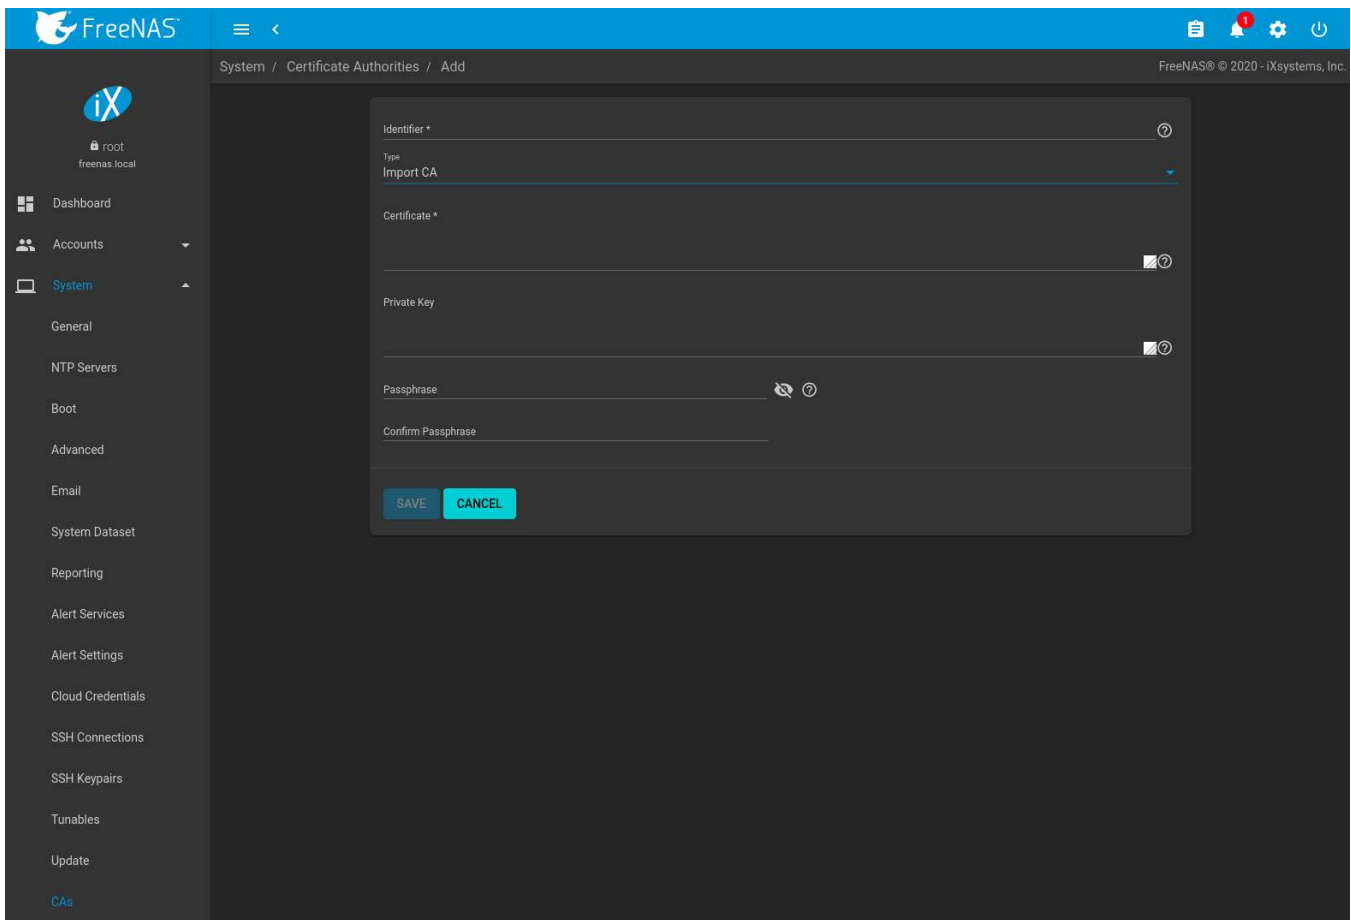 FreeNAS™
1
System / Certificate Authorities / Add
FreeNAS® © 2020 - iXsystems, Inc.
iX
root
freenas.local
Dashboard
Accounts
System
General
NTP Servers
Boot
Advanced
Email
System Dataset
Reporting
Alert Services
Alert Settings
Cloud Credentials
SSH Connections
SSH Keypairs
Tunables
Update
CAs
Identifier *
Type
Import CA
Certificate *
Private Key
Passphrase
Confirm Passphrase
SAVE CANCEL